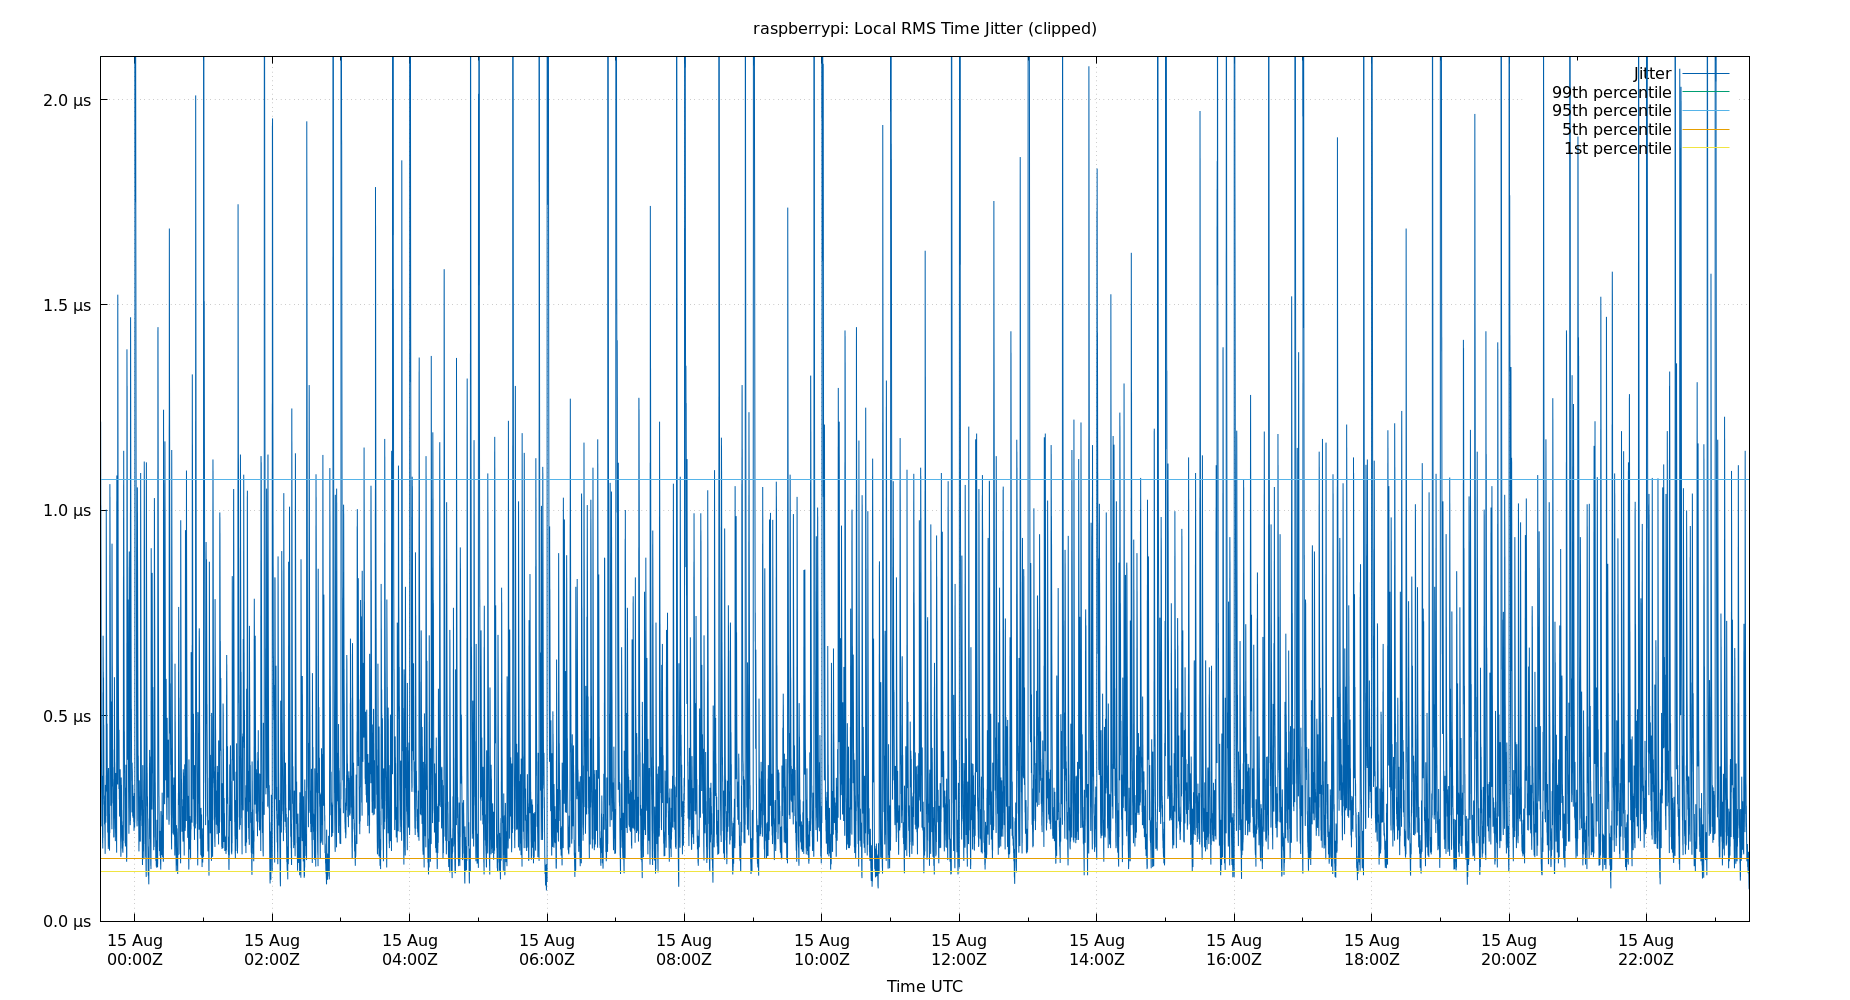 raspberrypi: Local RMS Time Jitter (clipped)
Jitter
99th percentile
95th percentile
5th percentile
1st percentile
2.0 µs
1.5 µs
1.0 µs
0.5 µs
0.0 µs
15 Aug 15 Aug 15 Aug 15 Aug 15 Aug 15 Aug 15 Aug 15 Aug 15 Aug 15 Aug 15 Aug 15 Aug
00:00Z 02:00Z 04:00Z 06:00Z 08:00Z 10:00Z 12:00Z 14:00Z 16:00Z 18:00Z 20:00Z 22:00Z
Time UTC